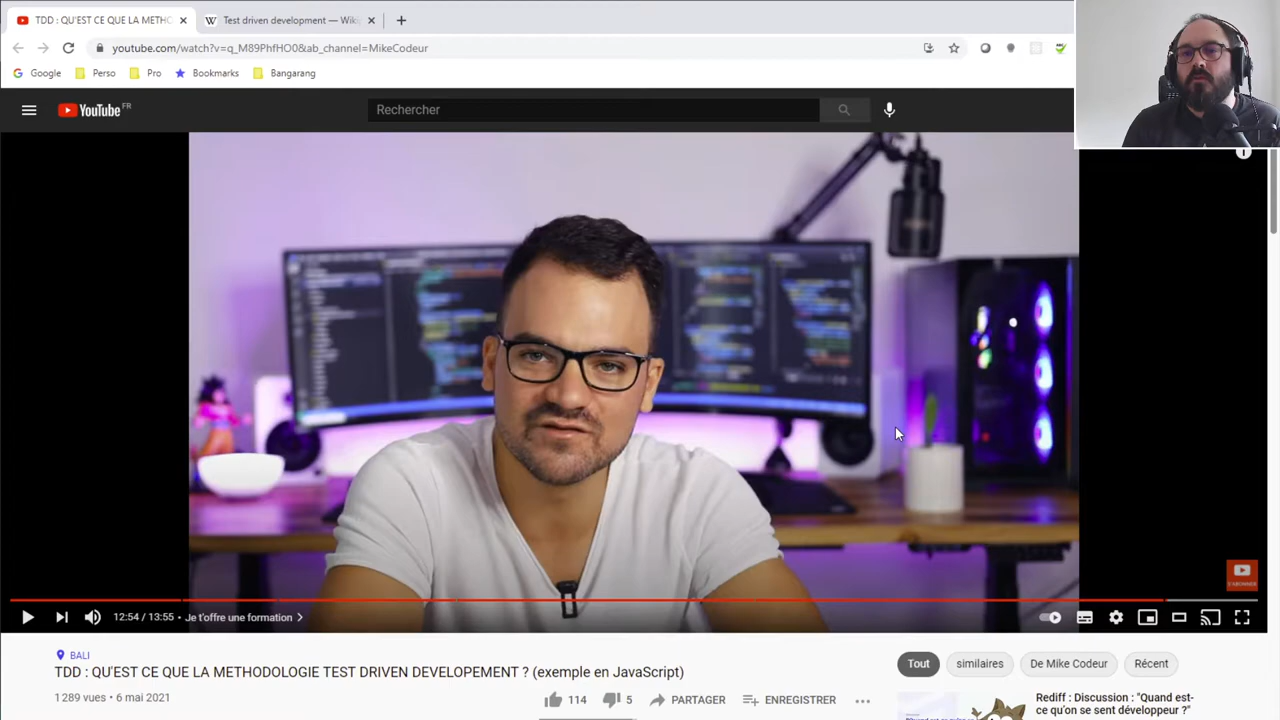 TDD : QU'EST CE QUE LA METHO
Test driven development — Wiki
youtube.com/watch?v=q_M89PhfHO0&ab_channel=MikeCodeur
Google
Perso
Pro
Bookmarks
Bangarang
YouTube FR
Rechercher
S'ABONNER
12:54 / 13:55 • Je t'offre une formation
BALI
TDD : QU'EST CE QUE LA METHODOLOGIE TEST DRIVEN DEVELOPEMENT ? (exemple en JavaScript)
1 289 vues • 6 mai 2021
114
5
PARTAGER
ENREGISTRER
Tout
similaires
De Mike Codeur
Récent
Rediff : Discussion : "Quand est-
ce qu'on se sent développeur ?"